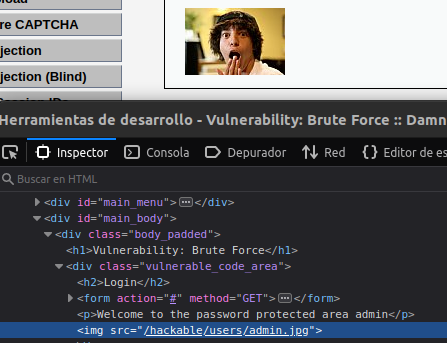 re CAPTCHA
jection
jection (Blind)
Herramientas de desarrollo - Vulnerability: Brute Force :: Damn
Inspector
Consola
Depurador
Red
{} Editor de es
Buscar en HTML
<div id="main_menu"> ... </div>
<div id="main_body">
<div class="body_padded">
<h1>Vulnerability: Brute Force</h1>
<div class="vulnerable_code_area">
<h2>Login</h2>
<form action="#" method="GET"> ... </form>
<p>Welcome to the password protected area admin</p>
<img src="/hackable/users/admin.jpg">